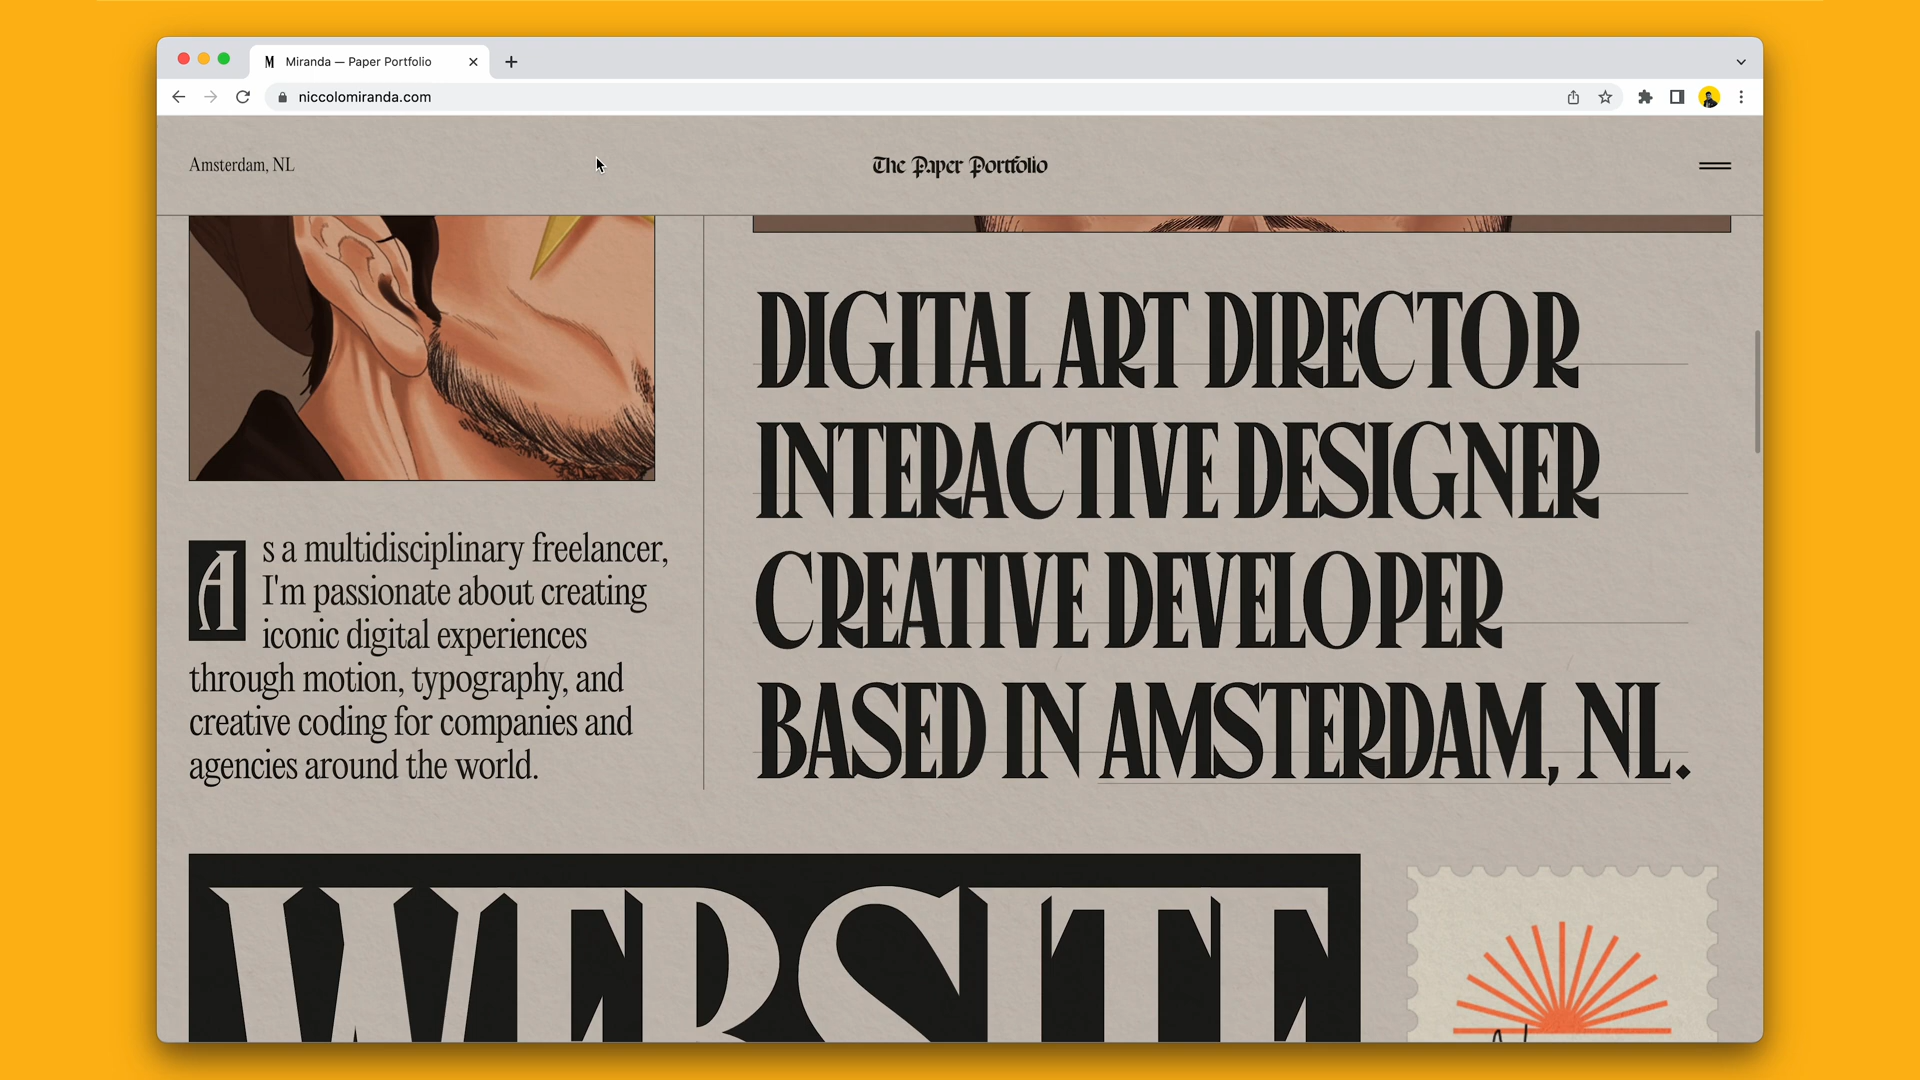 M Miranda — Paper Portfolio
niccolomiranda.com
Amsterdam, NL
The Paper Portfolio
As a multidisciplinary freelancer,
I'm passionate about creating
iconic digital experiences
through motion, typography, and
creative coding for companies and
agencies around the world.
DIGITAL ART DIRECTOR
INTERACTIVE DESIGNER
CREATIVE DEVELOPER
BASED IN AMSTERDAM, NL.
WEBSITE